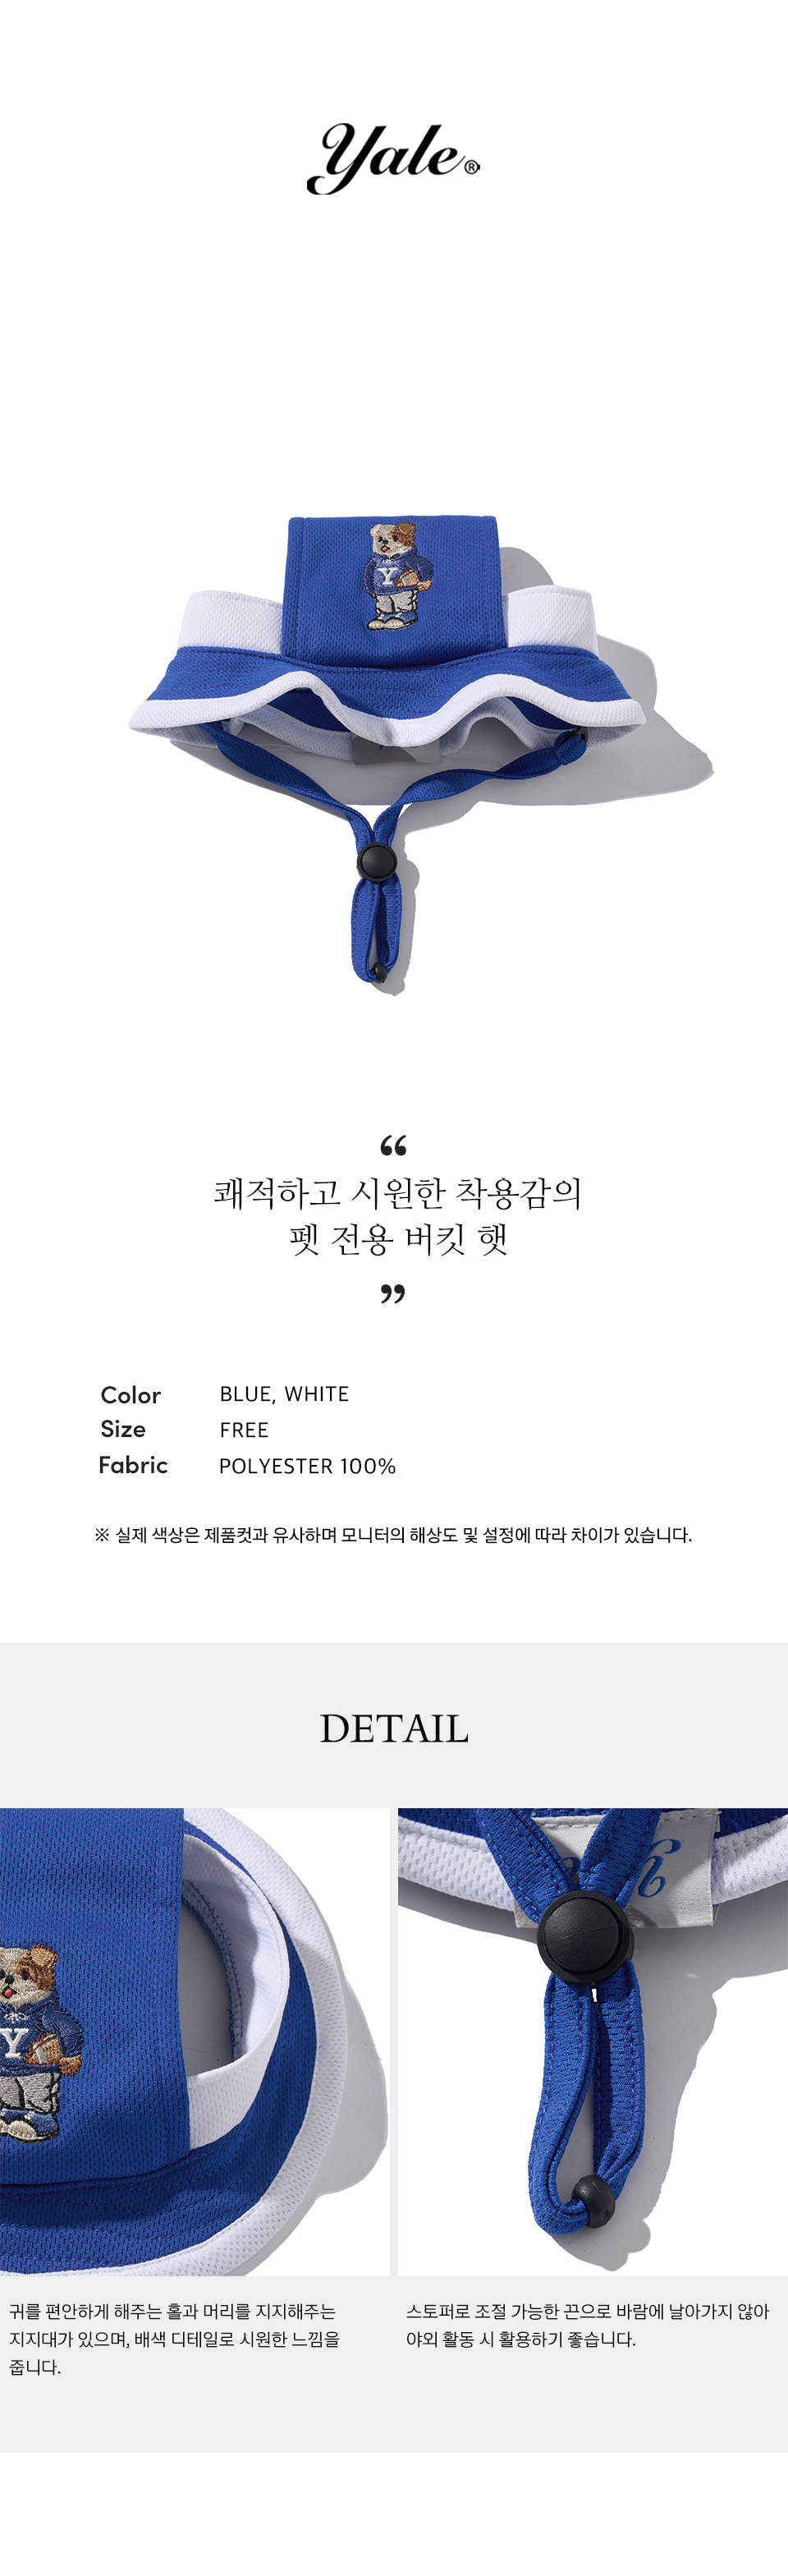 Yale®
Y
“
쾌적하고 시원한 착용감의
펫 전용 버킷 햇
”
Color BLUE, WHITE
Size FREE
Fabric POLYESTER 100%
※ 실제 색상은 제품컷과 유사하며 모니터의 해상도 및 설정에 따라 차이가 있습니다.
DETAIL
Y
귀를 편안하게 해주는 홀과 머리를 지지해주는
지지대가 있으며, 배색 디테일로 시원한 느낌을
줍니다.
스토퍼로 조절 가능한 끈으로 바람에 날아가지 않아
야외 활동 시 활용하기 좋습니다.